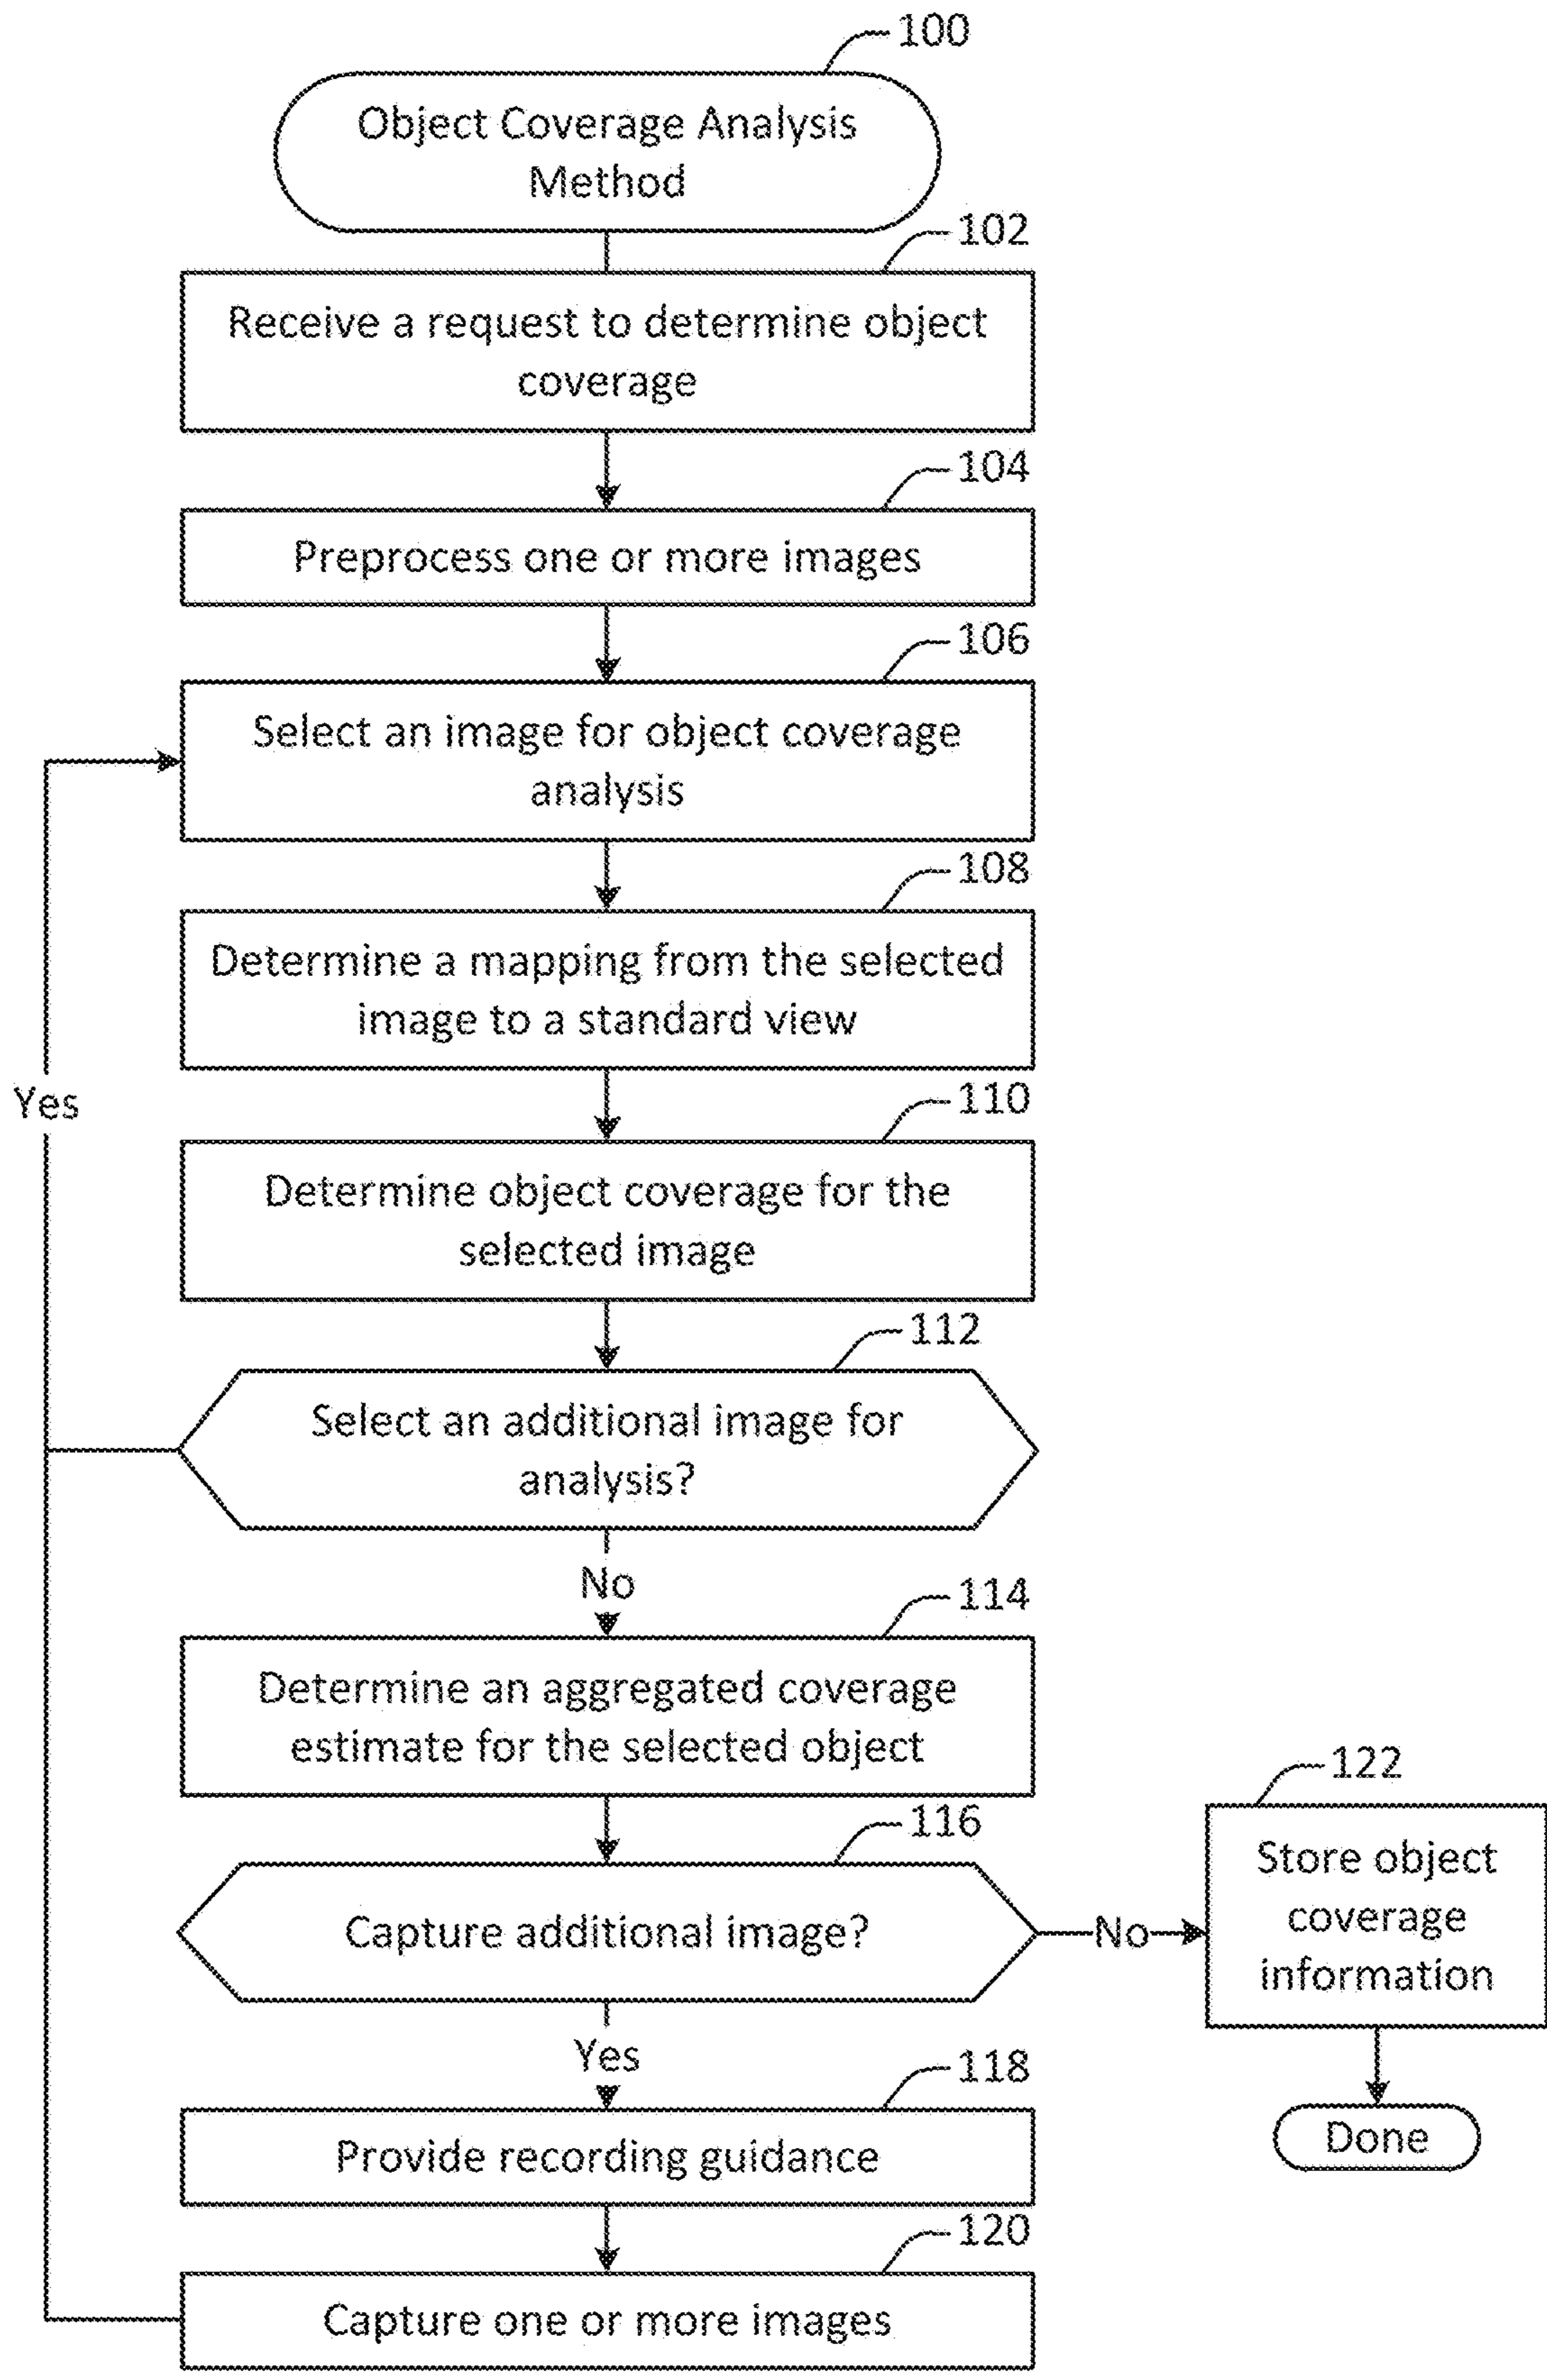 100
Object Coverage Analysis
Method
102
Receive a request to determine object
coverage
104
Preprocess one or more images
106
Select an image for object coverage
analysis
108
Determine a mapping from the selected
image to a standard view
Yes
110
Determine object coverage for the
selected image
112
Select an additional image for
analysis?
No
114
Determine an aggregated coverage
estimate for the selected object
116
Capture additional image?
No
122
Store object
coverage
information
Done
Yes
118
Provide recording guidance
120
Capture one or more images